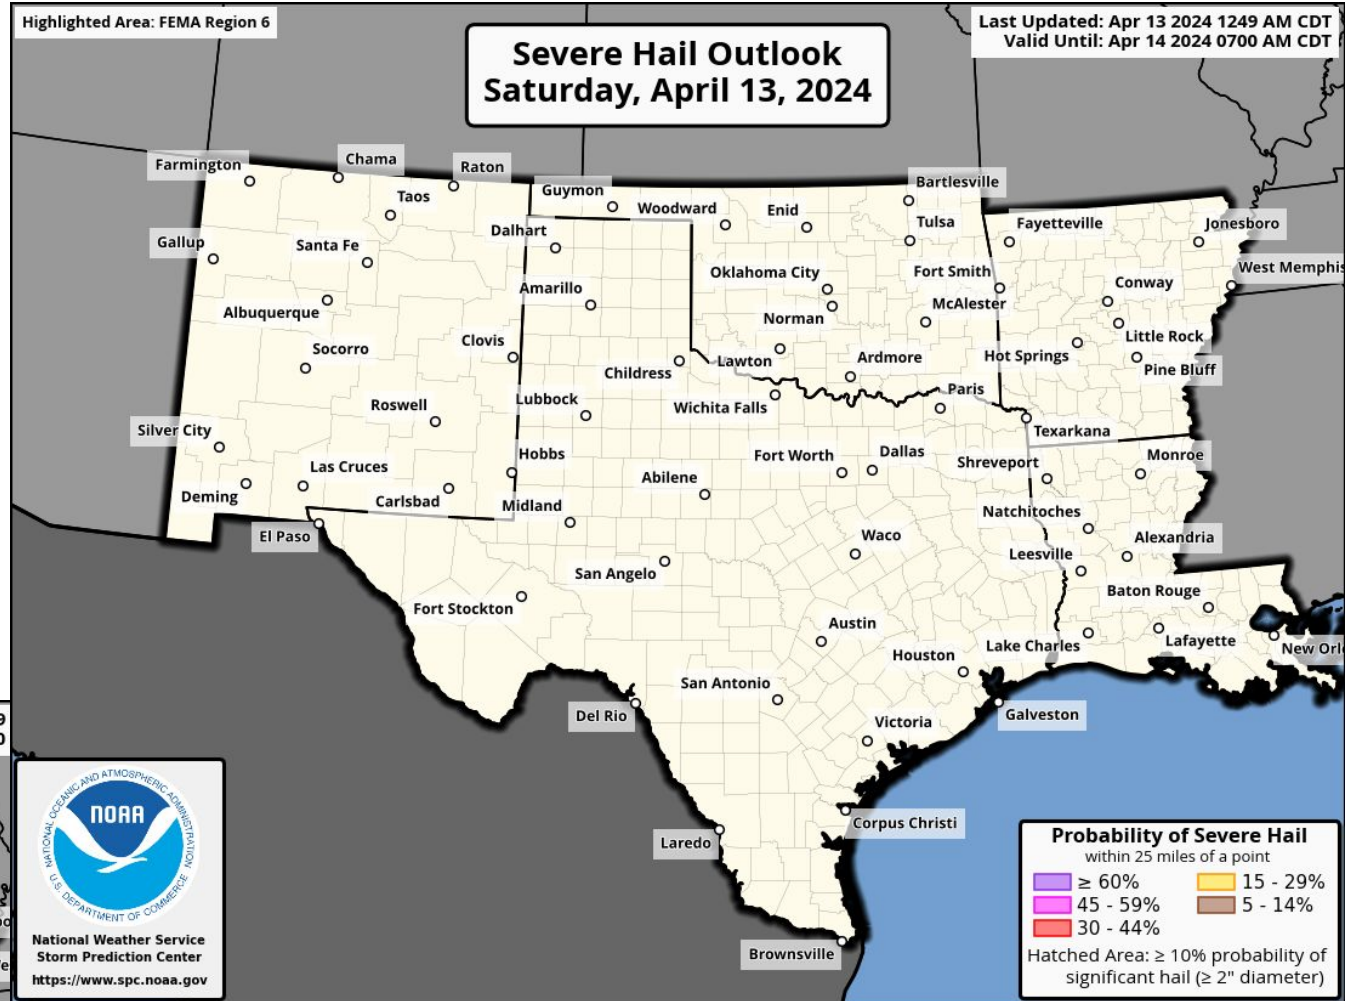 Highlighted Area: FEMA Region 6
Severe Hail Outlook
Saturday, April 13, 2024
Last Updated: Apr 13 2024 1249 AM CDT
Valid Until: Apr 14 2024 0700 AM CDT
Farmington
Chama
Raton
Taos
Guymon
Woodward
Enid
Bartlesville
Tulsa
Fayetteville
Jonesboro
Gallup
Santa Fe
Dalhart
Oklahoma City
Fort Smith
West Memphis
Albuquerque
Amarillo
Norman
McAlester
Conway
Little Rock
Socorro
Clovis
Childress
Lawton
Ardmore
Hot Springs
Pine Bluff
Roswell
Lubbock
Wichita Falls
Paris
Texarkana
Silver City
Las Cruces
Hobbs
Abilene
Fort Worth
Dallas
Shreveport
Monroe
Deming
Carlsbad
Midland
Natchitoches
El Paso
Waco
Leesville
Alexandria
San Angelo
Fort Stockton
Baton Rouge
Austin
Houston
Lake Charles
Lafayette
New Orl
San Antonio
Del Rio
Victoria
Galveston
Laredo
Corpus Christi
Brownsville
9
0
NATIONAL OCEANIC AND ATMOSPHERIC ADMINISTRATION
NOAA
U.S. DEPARTMENT OF COMMERCE
National Weather Service
Storm Prediction Center
https://www.spc.noaa.gov
Probability of Severe Hail
within 25 miles of a point
≥ 60%
15 - 29%
45 - 59%
5 - 14%
30 - 44%
Hatched Area: ≥ 10% probability of
significant hail (≥ 2" diameter)